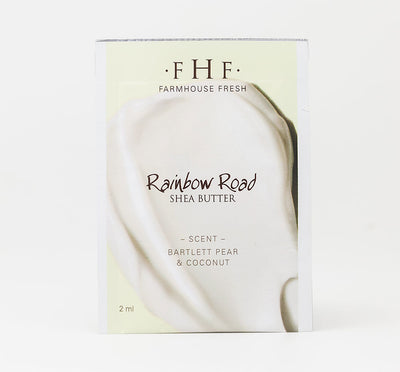 ·FHF·
FARMHOUSE FRESH
Rainbow Road
SHEA BUTTER
– SCENT –
BARTLETT PEAR
& COCONUT
2 ml